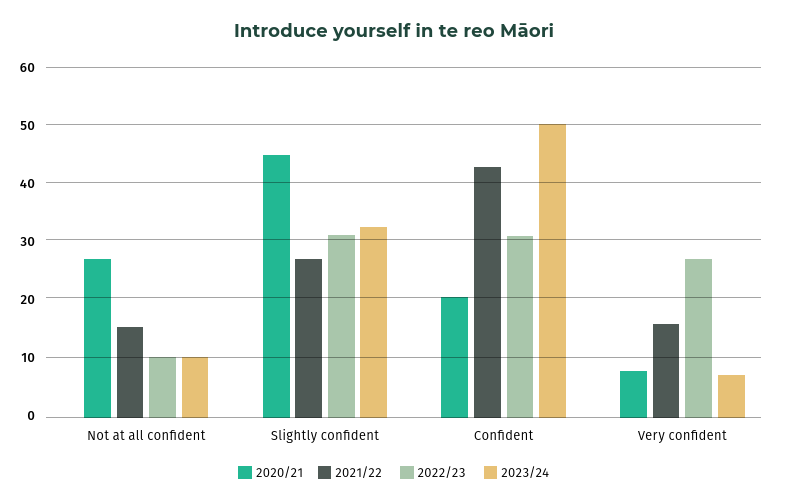 Introduce yourself in te reo Māori
60
50
40
30
20
10
0
Not at all confident
Slightly confident
Confident
Very confident
2020/21
2021/22
2022/23
2023/24